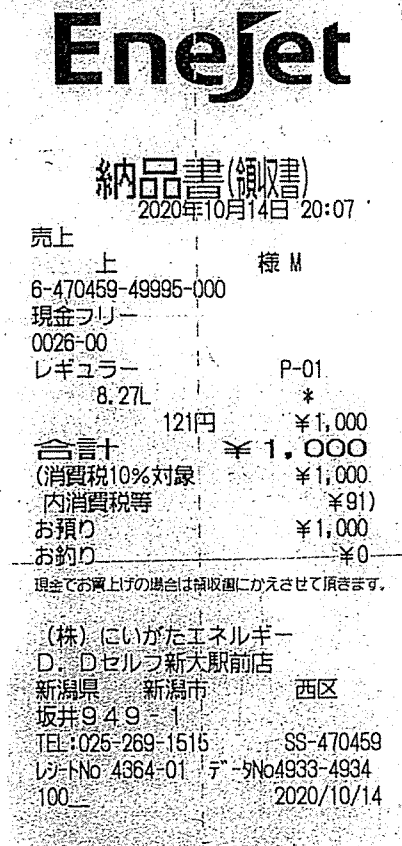 Enejet
納品書(領収書)
2020年10月14日 20:07
売上
上 様 M
6-470459-49995-000
現金フリー
0026-00
レギュラー P-01
8.27L *
121円 ¥1,000
合計 ¥1,000
(消費税10%対象 ¥1,000
内消費税等 ¥91)
お預り ¥1,000
お釣り ¥0
現金でお買上げの場合は領収書にかえさせて頂きます。
(株)にいがたエネルギー
D.Dセルフ新大駅前店
新潟県 新潟市 西区
坂井949-1
TEL:025-269-1515 SS-470459
レシートNo 4364-01 データNo4933-4934
100__ 2020/10/14